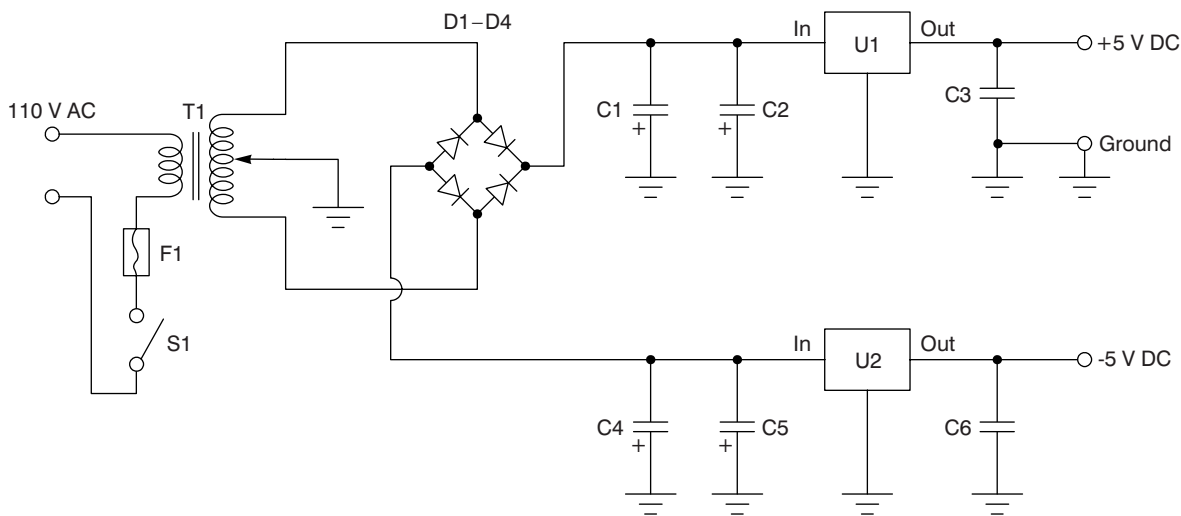 D1–D4
In
U1
Out
+5 V DC
110 V AC
T1
C1
+
C2
+
C3
Ground
F1
S1
In
U2
Out
-5 V DC
C4
+
C5
+
C6